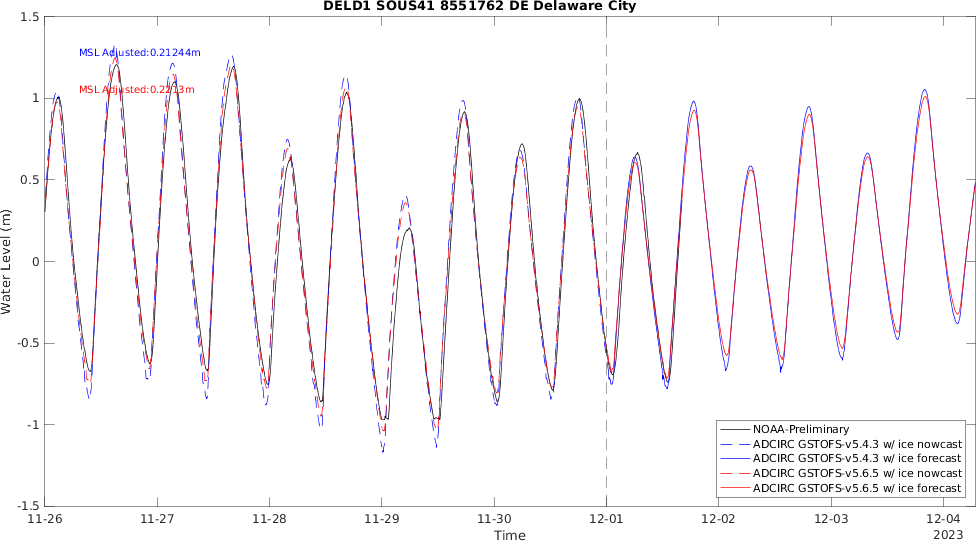 DELD1 SOUS41 8551762 DE Delaware City
1.5
1
0.5
0
-0.5
-1
-1.5
Water Level (m)
MSL Adjusted:0.21244m
MSL Adjusted:0.2213m
NOAA-Preliminary
ADCIRC GSTOFS-v5.4.3 w/ ice nowcast
ADCIRC GSTOFS-v5.4.3 w/ ice forecast
ADCIRC GSTOFS-v5.6.5 w/ ice nowcast
ADCIRC GSTOFS-v5.6.5 w/ ice forecast
11-26 11-27 11-28 11-29 11-30 12-01 12-02 12-03 12-04
Time
2023